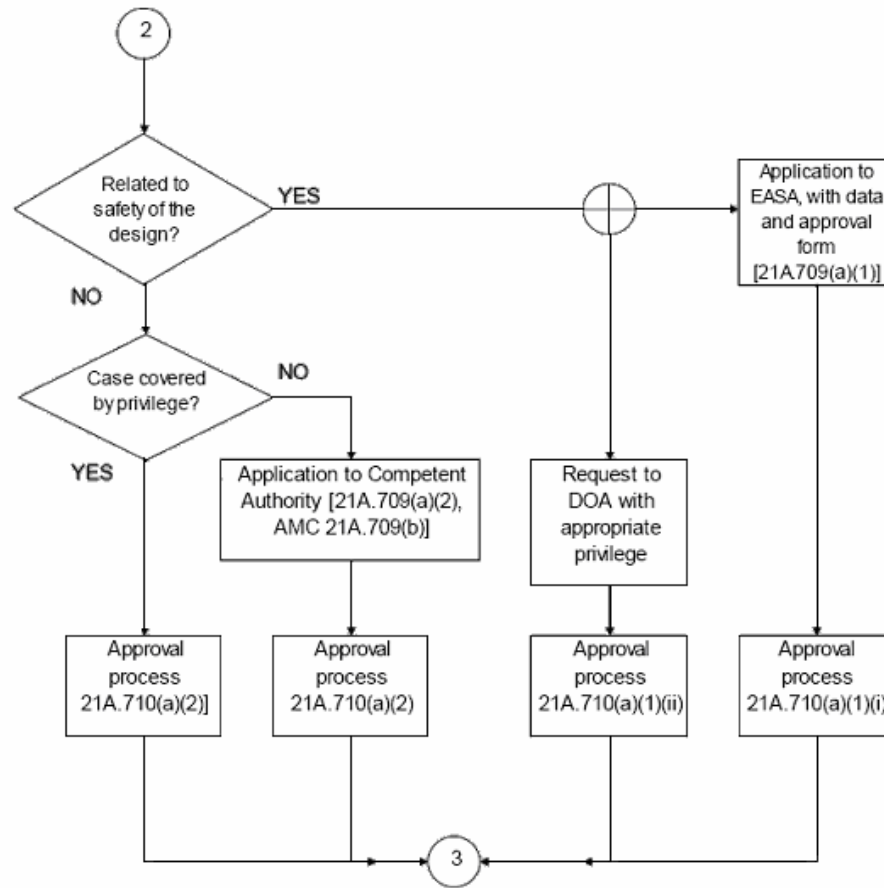 2
Related to
safety of the
design?
YES
Application to
EASA, with data
and approval
form
[21A.709(a)(1)]
NO
Case covered
by privilege?
NO
YES
Application to Competent
Authority [21A.709(a)(2),
AMC 21A.709(b)]
Request to
DOA with
appropriate
privilege
Approval
process
21A.710(a)(2)]
Approval
process
21A.710(a)(2)
Approval
process
21A.710(a)(1)(ii)
Approval
process
21A.710(a)(1)(i)
3